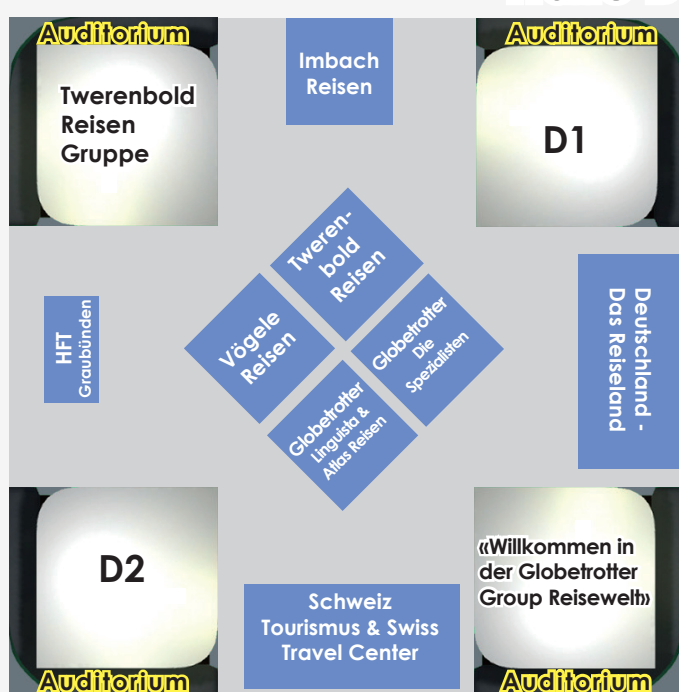 Auditorium
Twerenbold
Reisen
Gruppe
Imbach
Reisen
Auditorium
D1
Tweren-
bold
Reisen
Vögele
Reisen
Globetrotter
Die
Spezialisten
Globetrotter
Linguista &
Atlas Reisen
HFT
Graubünden
Deutschland -
Das Reiseland
D2
Auditorium
Schweiz
Tourismus & Swiss
Travel Center
«Willkommen in
der Globetrotter
Group Reisewelt»
Auditorium